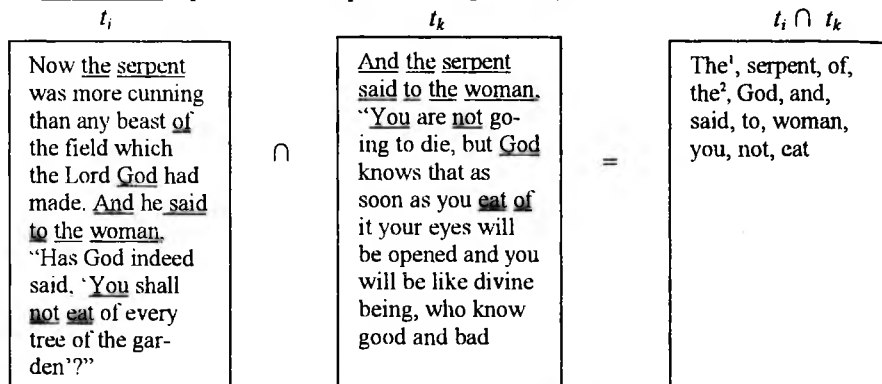 tᵢ
tₖ
tᵢ ∩ tₖ
Now the serpent
was more cunning
than any beast of
the field which
the Lord God had
made. And he said
to the woman.
“Has God indeed
said, ‘You shall
not eat of every
tree of the gar-
den’?”
∩
And the serpent
said to the woman,
“You are not go-
ing to die, but God
knows that as
soon as you eat of
it your eyes will
be opened and you
will be like divine
being, who know
good and bad
=
The¹, serpent, of,
the², God, and,
said, to, woman,
you, not, eat